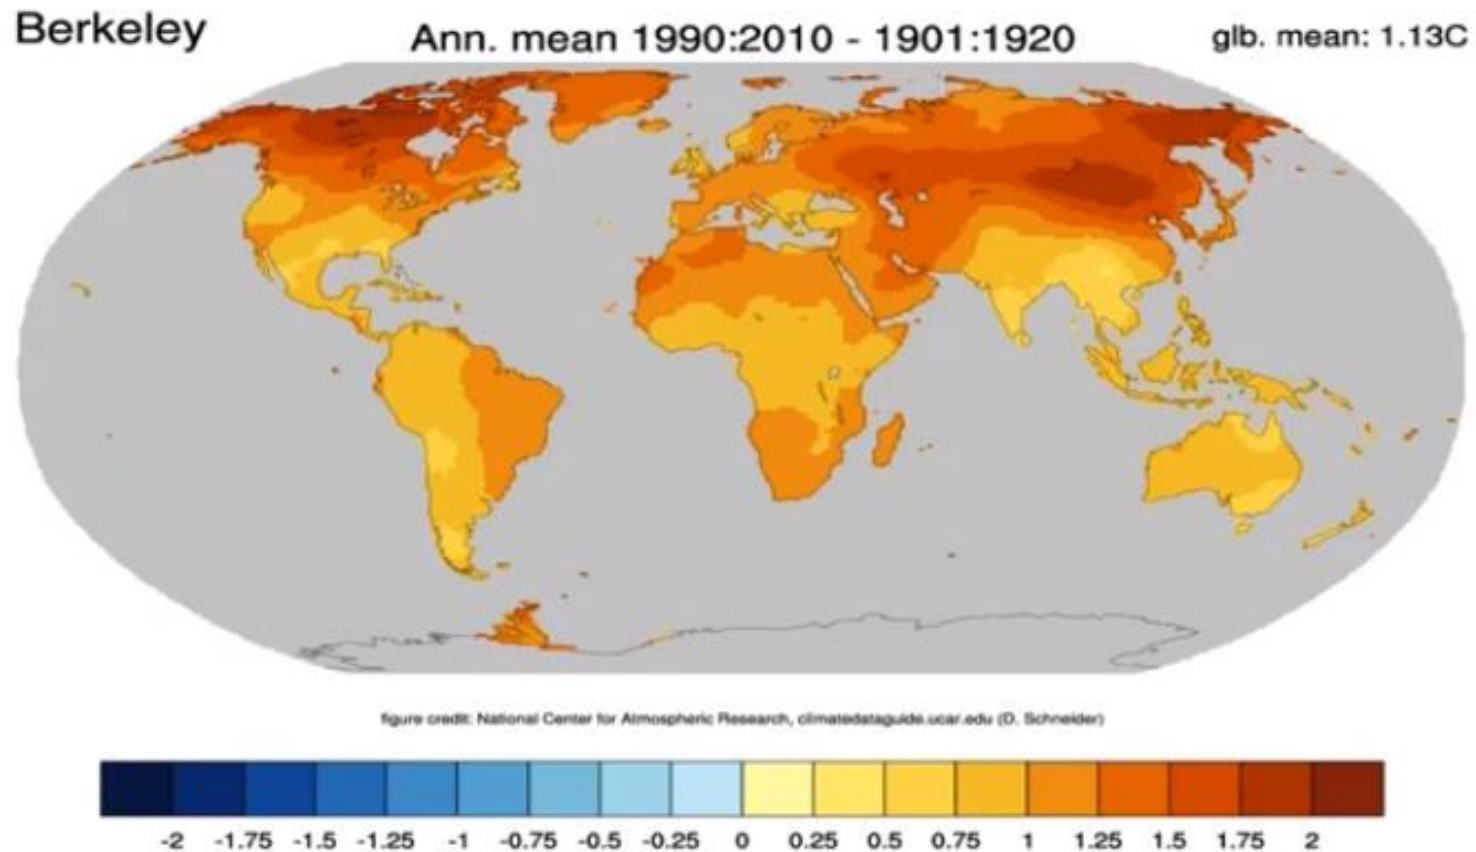 Berkeley
Ann. mean 1990:2010 - 1901:1920
glb. mean: 1.13C
figure credit: National Center for Atmospheric Research, climatedataguide.ucar.edu (D. Schneider)
-2 -1.75 -1.5 -1.25 -1 -0.75 -0.5 -0.25 0 0.25 0.5 0.75 1 1.25 1.5 1.75 2